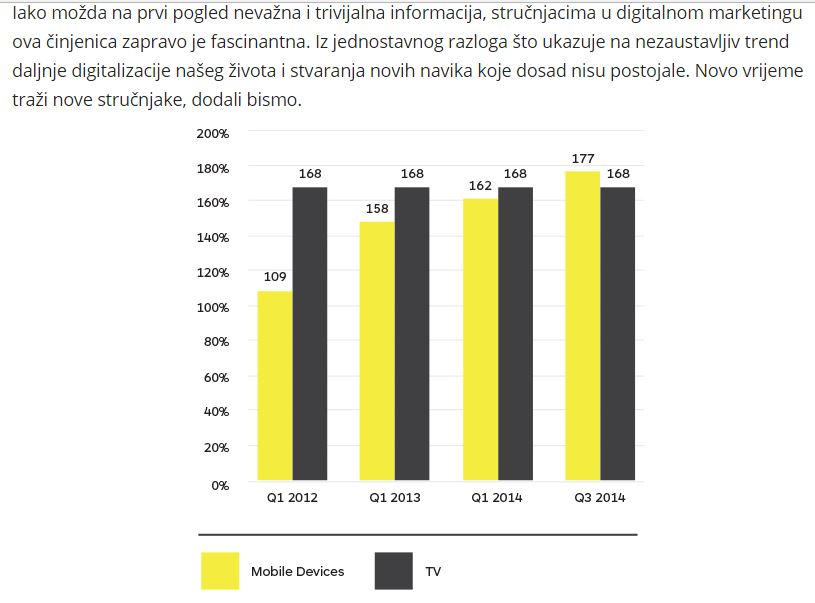 Iako možda na prvi pogled nevažna i trivijalna informacija, stručnjacima u digitalnom marketingu
ova činjenica zapravo je fascinantna. Iz jednostavnog razloga što ukazuje na nezaustavljiv trend
daljnje digitalizacije našeg života i stvaranja novih navika koje dosad nisu postojale. Novo vrijeme
traži nove stručnjake, dodali bismo.
200%
180%
160%
140%
120%
100%
80%
60%
40%
20%
0%
109
168
158
168
162
168
177
168
Q1 2012
Q1 2013
Q1 2014
Q3 2014
Mobile Devices
TV